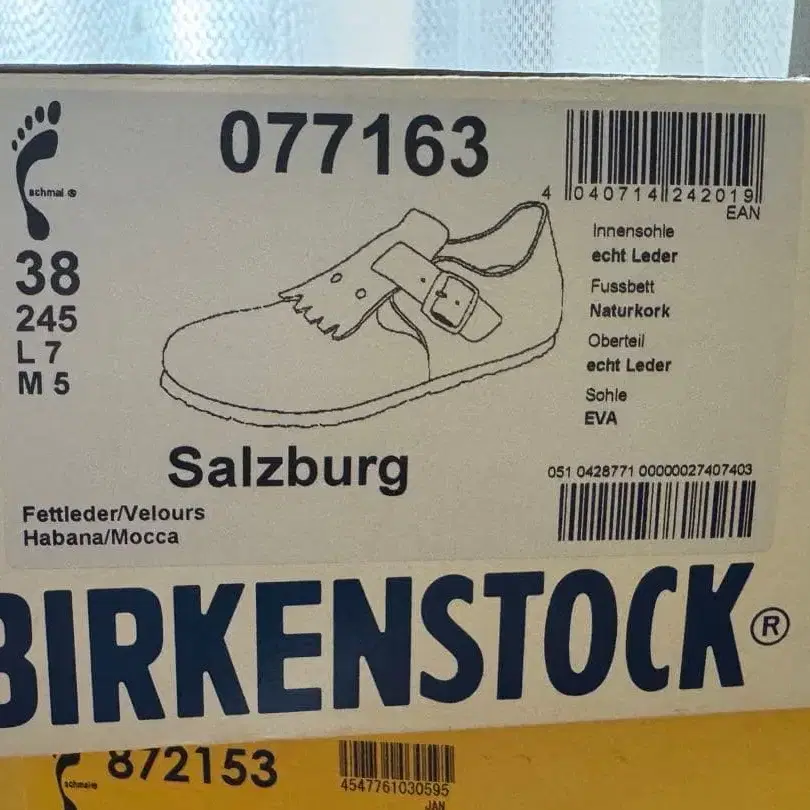 077163
schmal ®
38
245
L 7
M 5
4 040714 242019
EAN
Innensohle
echt Leder
Fussbett
Naturkork
Oberteil
echt Leder
Sohle
EVA
Salzburg
Fettleder/Velours
Habana/Mocca
051 0428771 00000027407403
BIRKENSTOCK®
schmal®
872153
4547761030595
JAN